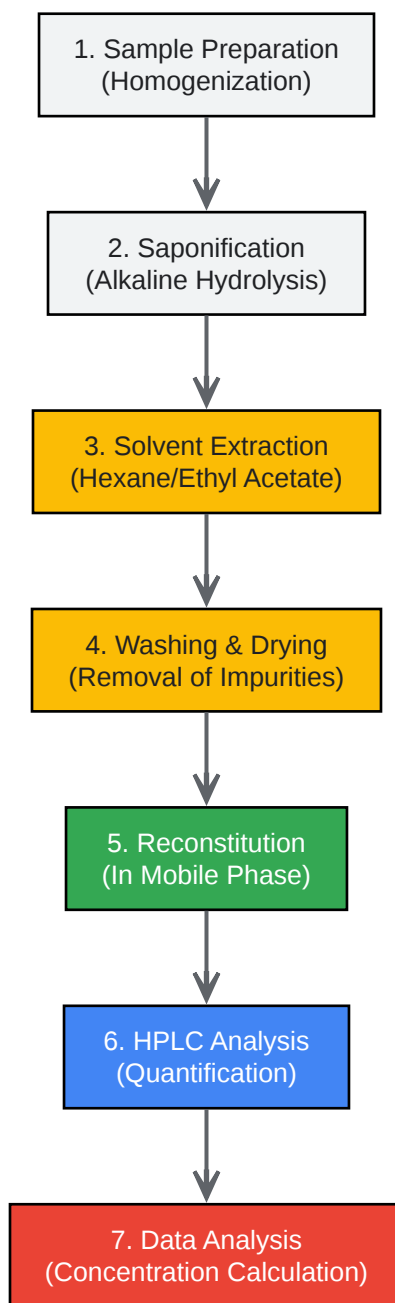 1. Sample Preparation
(Homogenization)
2. Saponification
(Alkaline Hydrolysis)
3. Solvent Extraction
(Hexane/Ethyl Acetate)
4. Washing & Drying
(Removal of Impurities)
5. Reconstitution
(In Mobile Phase)
6. HPLC Analysis
(Quantification)
7. Data Analysis
(Concentration Calculation)